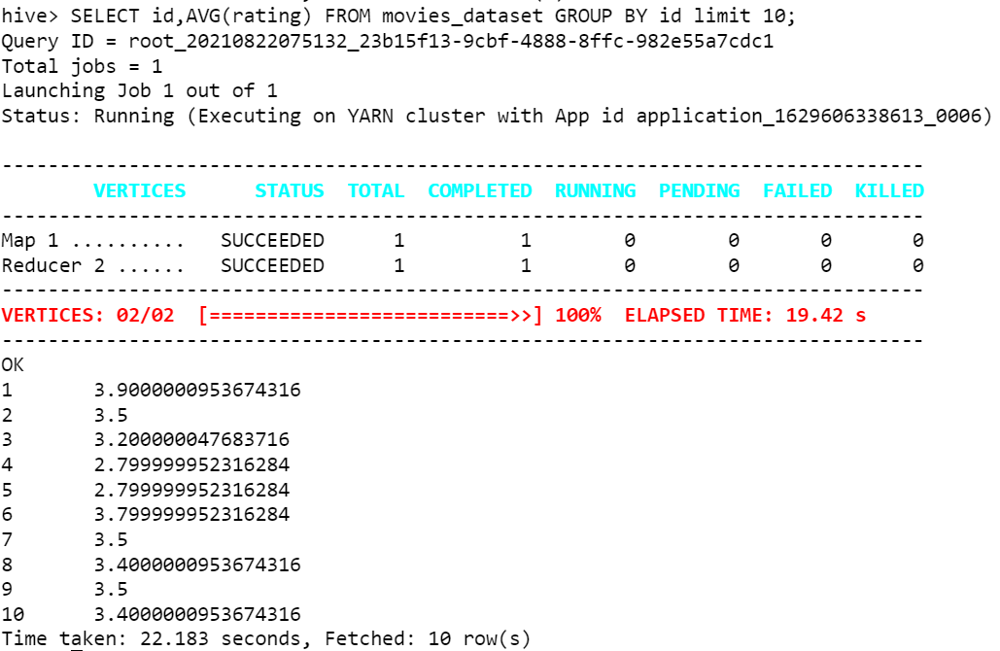 hive> SELECT id,AVG(rating) FROM movies_dataset GROUP BY id limit 10;
Query ID = root_20210822075132_23b15f13-9cbf-4888-8ffc-982e55a7cdc1
Total jobs = 1
Launching Job 1 out of 1
Status: Running (Executing on YARN cluster with App id application_1629606338613_0006)
--------------------------------------------------------------------------------
        VERTICES      STATUS  TOTAL  COMPLETED  RUNNING  PENDING  FAILED  KILLED
--------------------------------------------------------------------------------
Map 1 ..........   SUCCEEDED      1          1        0        0       0       0
Reducer 2 ......   SUCCEEDED      1          1        0        0       0       0
--------------------------------------------------------------------------------
VERTICES: 02/02  [==========================>>] 100%  ELAPSED TIME: 19.42 s
--------------------------------------------------------------------------------
OK
1       3.9000000953674316
2       3.5
3       3.200000047683716
4       2.799999952316284
5       2.799999952316284
6       3.799999952316284
7       3.5
8       3.4000000953674316
9       3.5
10      3.4000000953674316
Time taken: 22.183 seconds, Fetched: 10 row(s)